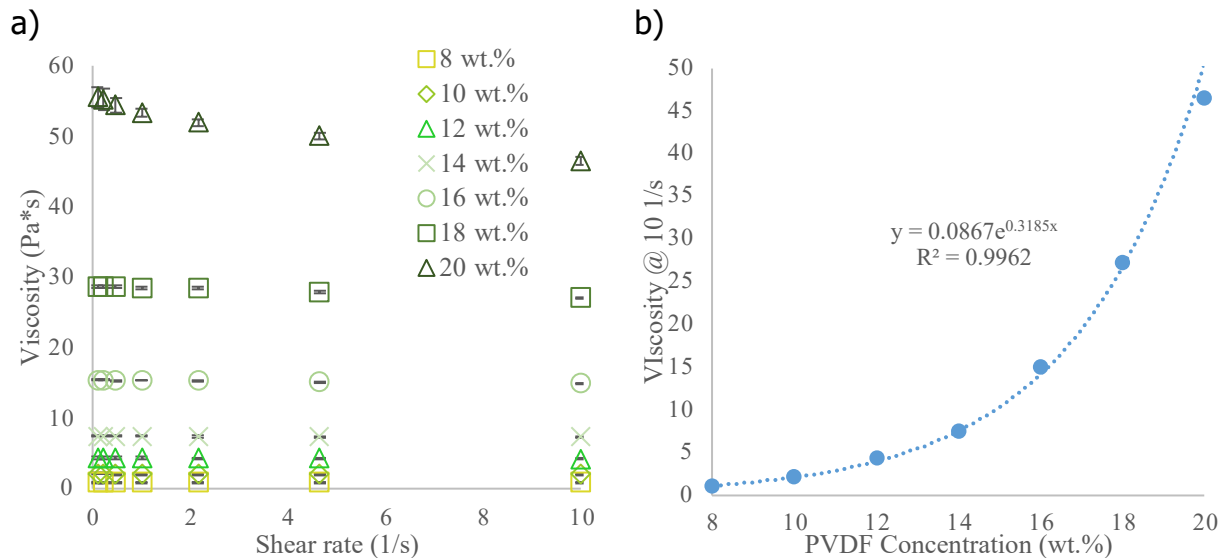 a)
60
50
40
30
20
10
0
Viscosity (Pa*s)
0 2 4 6 8 10
Shear rate (1/s)
8 wt.%
10 wt.%
12 wt.%
14 wt.%
16 wt.%
18 wt.%
20 wt.%
b)
50
45
40
35
30
25
20
15
10
5
0
VIscosity @ 10 1/s
y = 0.0867e^0.3185x
R² = 0.9962
8 10 12 14 16 18 20
PVDF Concentration (wt.%)